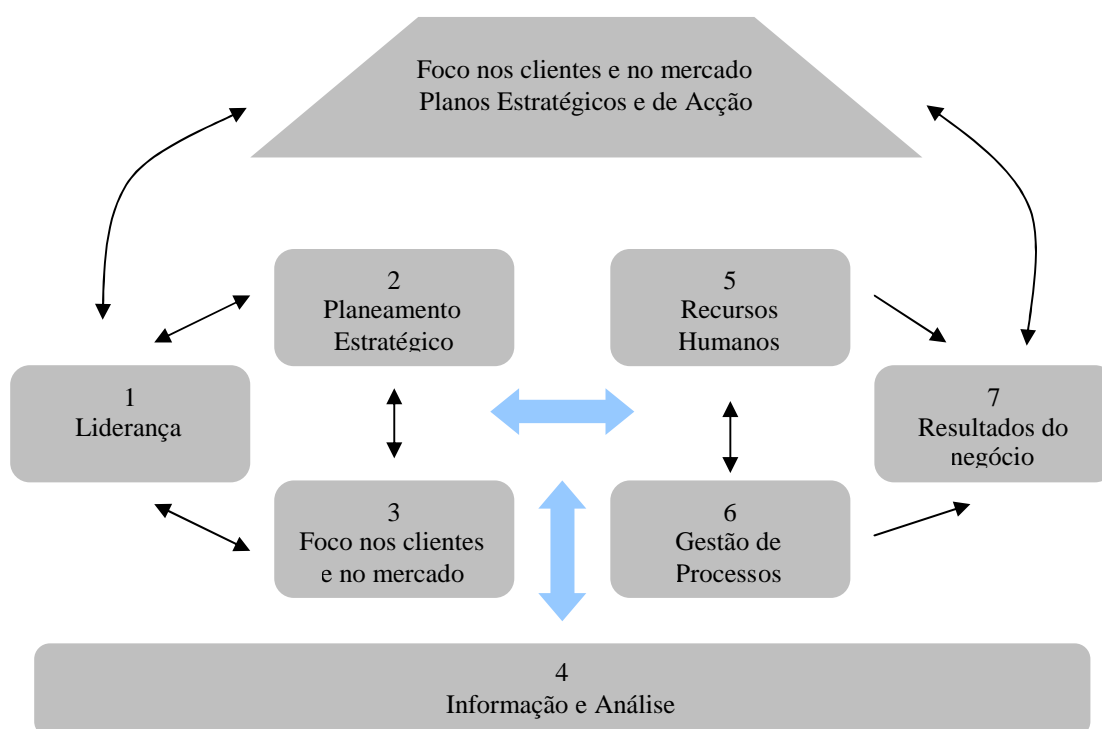 Foco nos clientes e no mercado
Planos Estratégicos e de Acção
2
Planeamento
Estratégico
5
Recursos
Humanos
1
Liderança
7
Resultados do
negócio
3
Foco nos clientes
e no mercado
6
Gestão de
Processos
4
Informação e Análise